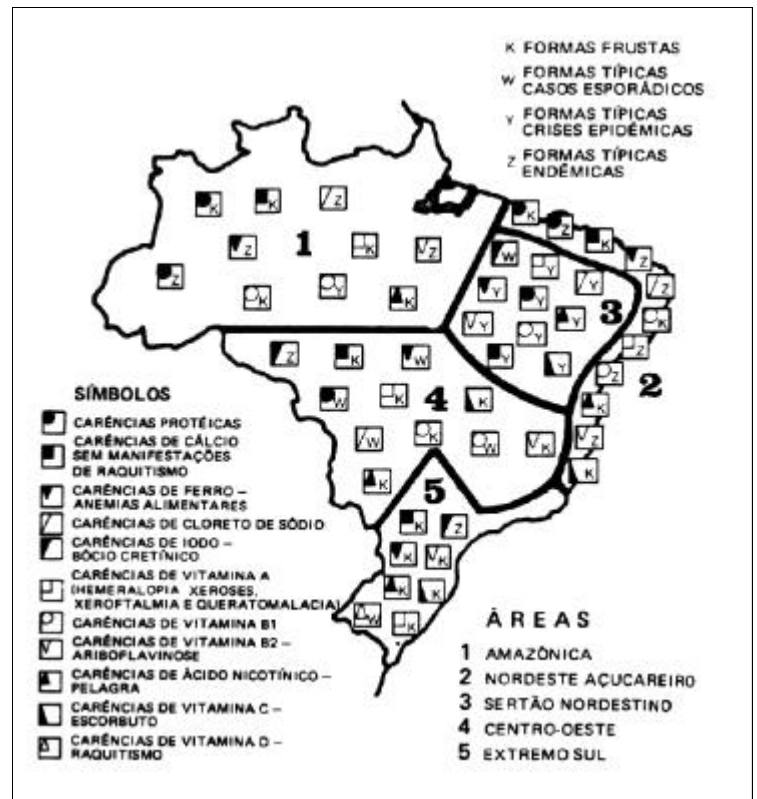 K FORMAS FRUSTAS
W FORMAS TÍPICAS
CASOS ESPORÁDICOS
Y FORMAS TÍPICAS
CRISES EPIDÊMICAS
Z FORMAS TÍPICAS
ENDÊMICAS
K
K
Z
Z
1
K
Z
Z
K
Y
K
K
Z
K
Z
Z
K
Z
Z
K
Z
K
2
W
Y
Y
Y
Y
3
Y
Y
Y
Y
Y
Z
K
W
W
K
4
K
W
K
W
K
K
5
K
Z
K
K
K
K
W
K
SÍMBOLOS
CARÊNCIAS PROTÉICAS
CARÊNCIAS DE CÁLCIO
SEM MANIFESTAÇÕES
DE RAQUITISMO
CARÊNCIAS DE FERRO –
ANEMIAS ALIMENTARES
CARÊNCIAS DE CLORETO DE SÓDIO
CARÊNCIAS DE IODO –
BÓCIO CRETÍNICO
CARÊNCIAS DE VITAMINA A
(HEMERALOPIA XEROSES,
XEROFTALMIA E QUERATOMALACIA)
CARÊNCIAS DE VITAMINA B1
CARÊNCIAS DE VITAMINA B2 –
ARIBOFLAVINOSE
CARÊNCIAS DE ÁCIDO NICOTÍNICO –
PELAGRA
CARÊNCIAS DE VITAMINA C –
ESCORBUTO
CARÊNCIAS DE VITAMINA D –
RAQUITISMO
ÁREAS
1 AMAZÔNICA
2 NORDESTE AÇUCAREIRO
3 SERTÃO NORDESTINO
4 CENTRO-OESTE
5 EXTREMO SUL